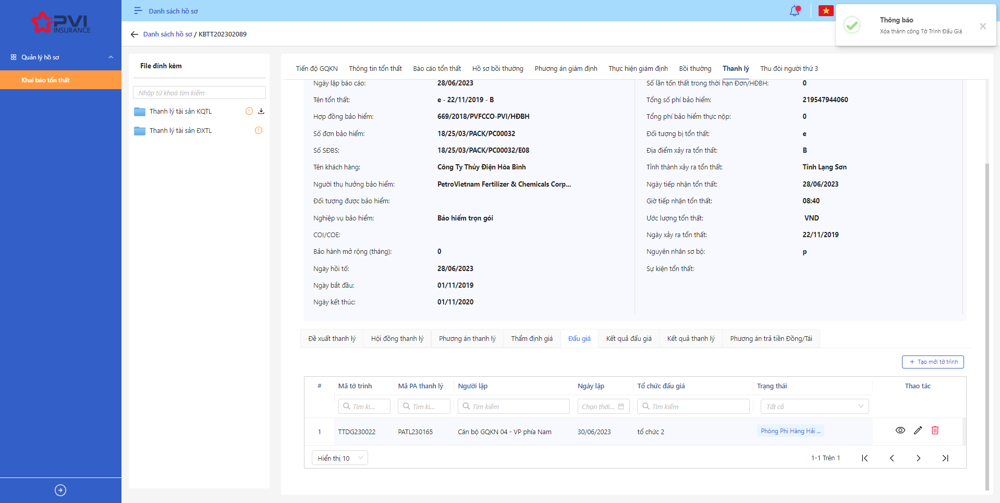 PVI
INSURANCE
Quản lý hồ sơ
Khai báo tổn thất
Danh sách hồ sơ
Thông báo
Xóa thành công Tờ Trình Đấu Giá
Danh sách hồ sơ / KBTT202302089
File đính kèm
Nhập từ khoá tìm kiếm
Thanh lý tài sản KQTL
Thanh lý tài sản ĐXTL
Tiến độ GQKN Thông tin tổn thất Báo cáo tổn thất Hồ sơ bồi thường Phương án giám định Thực hiện giám định Bồi thường Thanh lý Thu đòi người thứ 3
Ngày lập báo cáo: 28/06/2023
Tên tổn thất: e - 22/11/2019 - B
Hợp đồng bảo hiểm: 669/2018/PVFCCO-PVI/HĐBH
Số đơn bảo hiểm: 18/25/03/PACK/PC00032
Số SĐBS: 18/25/03/PACK/PC00032/E08
Tên khách hàng: Công Ty Thủy Điện Hòa Bình
Người thụ hưởng bảo hiểm: PetroVietnam Fertilizer & Chemicals Corp...
Đối tượng được bảo hiểm:
Nghiệp vụ bảo hiểm: Bảo hiểm trọn gói
COI/COE:
Bảo hành mở rộng (tháng): 0
Ngày hồi tố: 28/06/2023
Ngày bắt đầu: 01/11/2019
Ngày kết thúc: 01/11/2020
Số lần tổn thất trong thời hạn Đơn/HĐBH: 0
Tổng số phí bảo hiểm: 219547944060
Tổng phí bảo hiểm thực nộp: 0
Đối tượng bị tổn thất: e
Địa điểm xảy ra tổn thất: B
Tỉnh thành xảy ra tổn thất: Tỉnh Lạng Sơn
Ngày tiếp nhận tổn thất: 28/06/2023
Giờ tiếp nhận tổn thất: 08:40
Ước lượng tổn thất: VND
Ngày xảy ra tổn thất: 22/11/2019
Nguyên nhân sơ bộ: p
Sự kiện tổn thất:
Đề xuất thanh lý Hội đồng thanh lý Phương án thanh lý Thẩm định giá Đấu giá Kết quả đấu giá Kết quả thanh lý Phương án trả tiền Đồng/Tái
+ Tạo mới tờ trình
# Mã tờ trình Mã PA thanh lý Người lập Ngày lập Tổ chức đấu giá Trạng thái Thao tác
Tìm ki... Tìm ki... Tìm kiếm Chọn thời... Tìm kiếm Tất cả
1 TTDG230022 PATL230165 Cán bộ GQKN 04 - VP phía Nam 30/06/2023 tổ chức 2 Phòng Phi Hàng Hải ...
Hiển thị 10 1-1 Trên 1